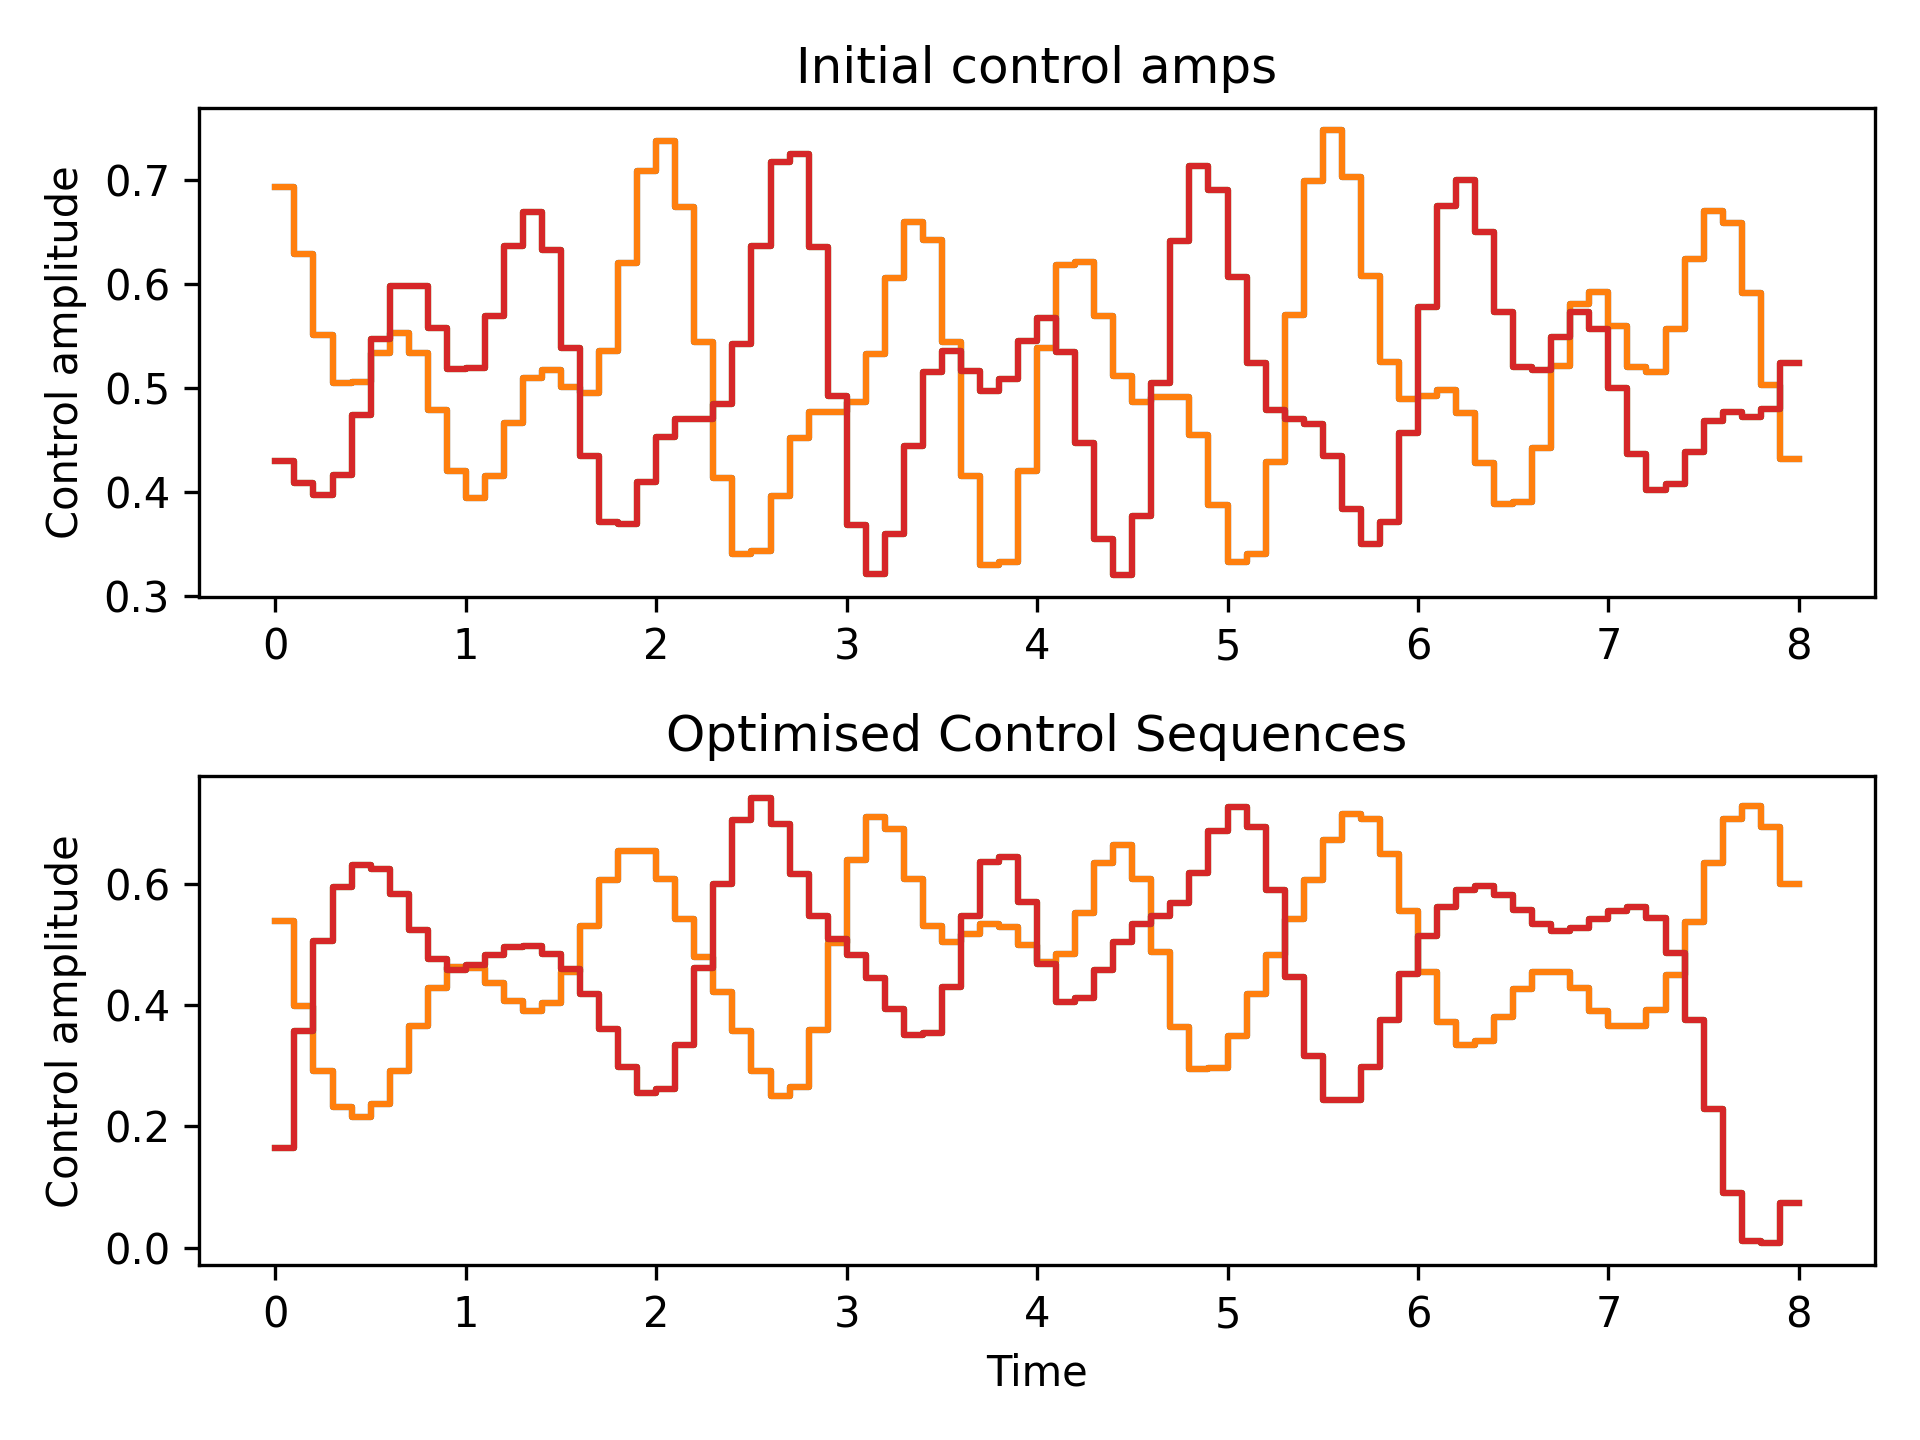 Initial control amps
Control amplitude
0.7
0.6
0.5
0.4
0.3
0 1 2 3 4 5 6 7 8
Optimised Control Sequences
Control amplitude
0.6
0.4
0.2
0.0
0 1 2 3 4 5 6 7 8
Time